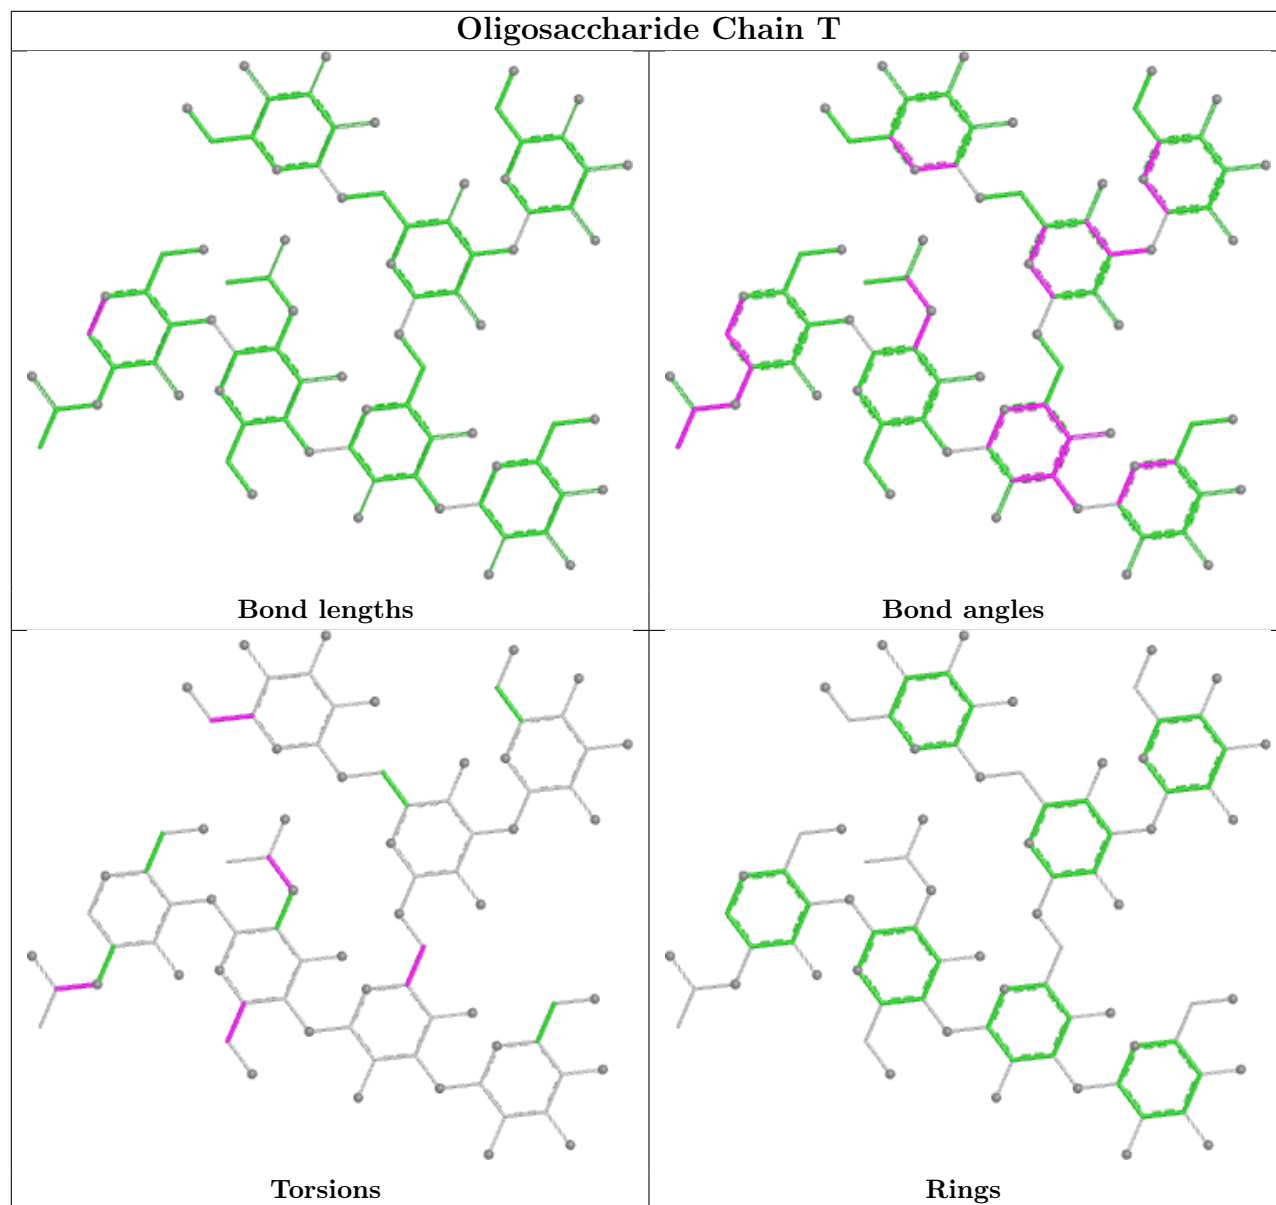 Oligosaccharide Chain T
Bond lengths
Bond angles
Torsions
Rings